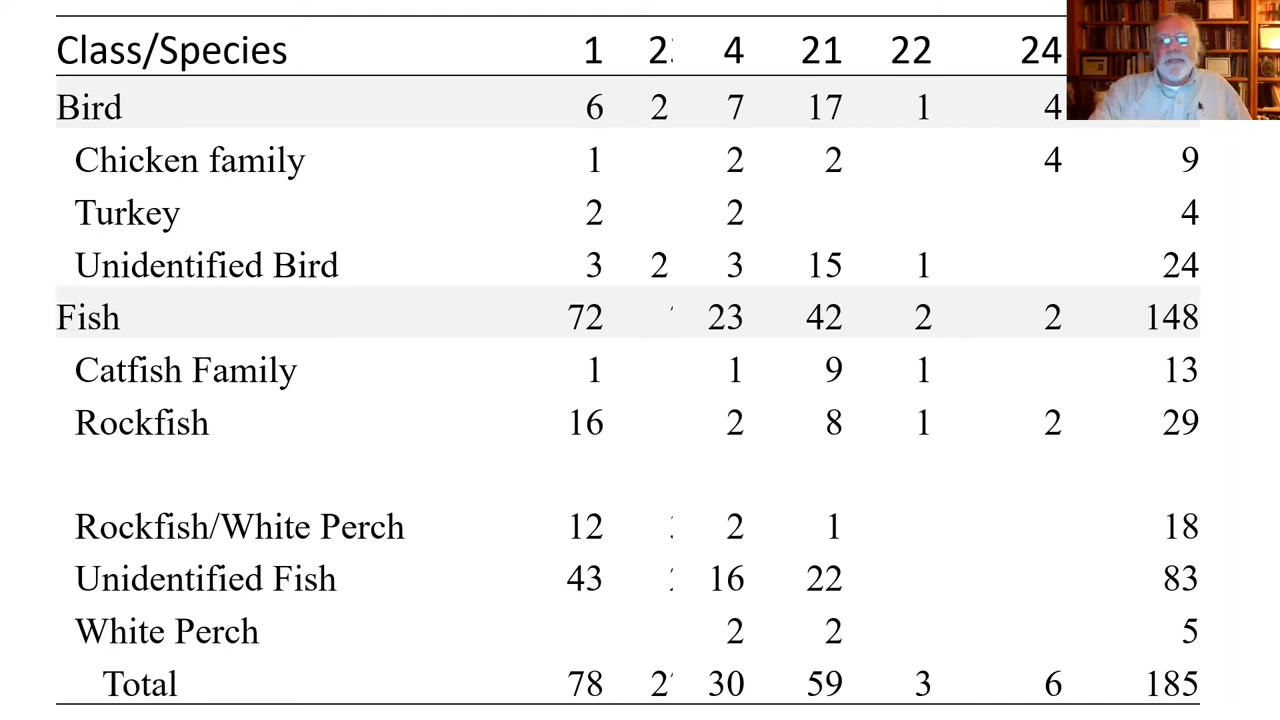 Class/Species 1 2 4 21 22 24
Bird 6 2 7 17 1 4
Chicken family 1 2 2 4 9
Turkey 2 2 4
Unidentified Bird 3 2 3 15 1 24
Fish 72 23 42 2 2 148
Catfish Family 1 1 9 1 13
Rockfish 16 2 8 1 2 29
Rockfish/White Perch 12 2 1 18
Unidentified Fish 43 16 22 83
White Perch 2 2 5
Total 78 2 30 59 3 6 185